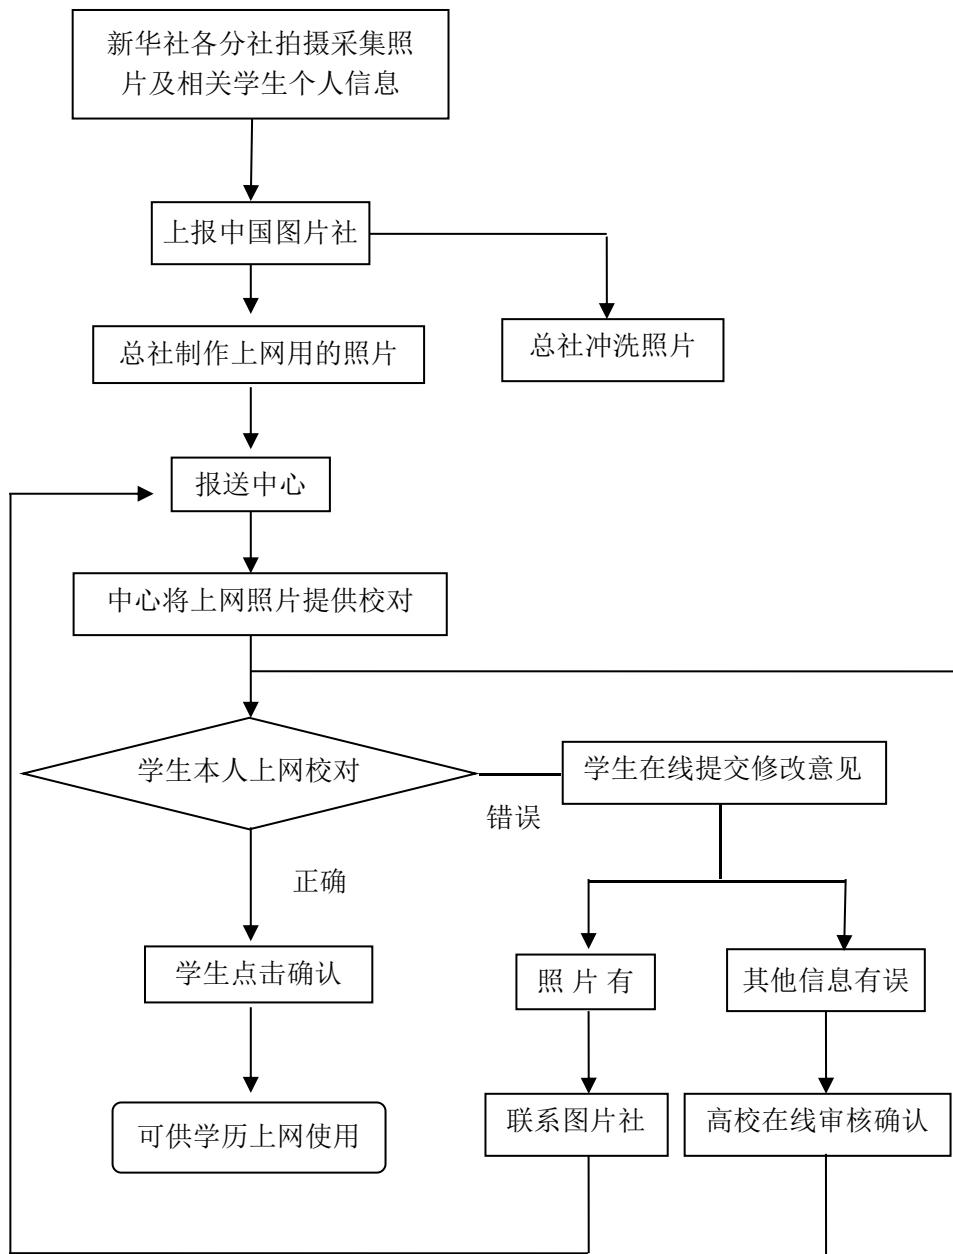 新华社各分社拍摄采集照
片及相关学生个人信息
上报中国图片社
总社制作上网用的照片
总社冲洗照片
报送中心
中心将上网照片提供校对
学生本人上网校对
学生在线提交修改意见
错误
正确
学生点击确认
照 片 有
其他信息有误
可供学历上网使用
联系图片社
高校在线审核确认